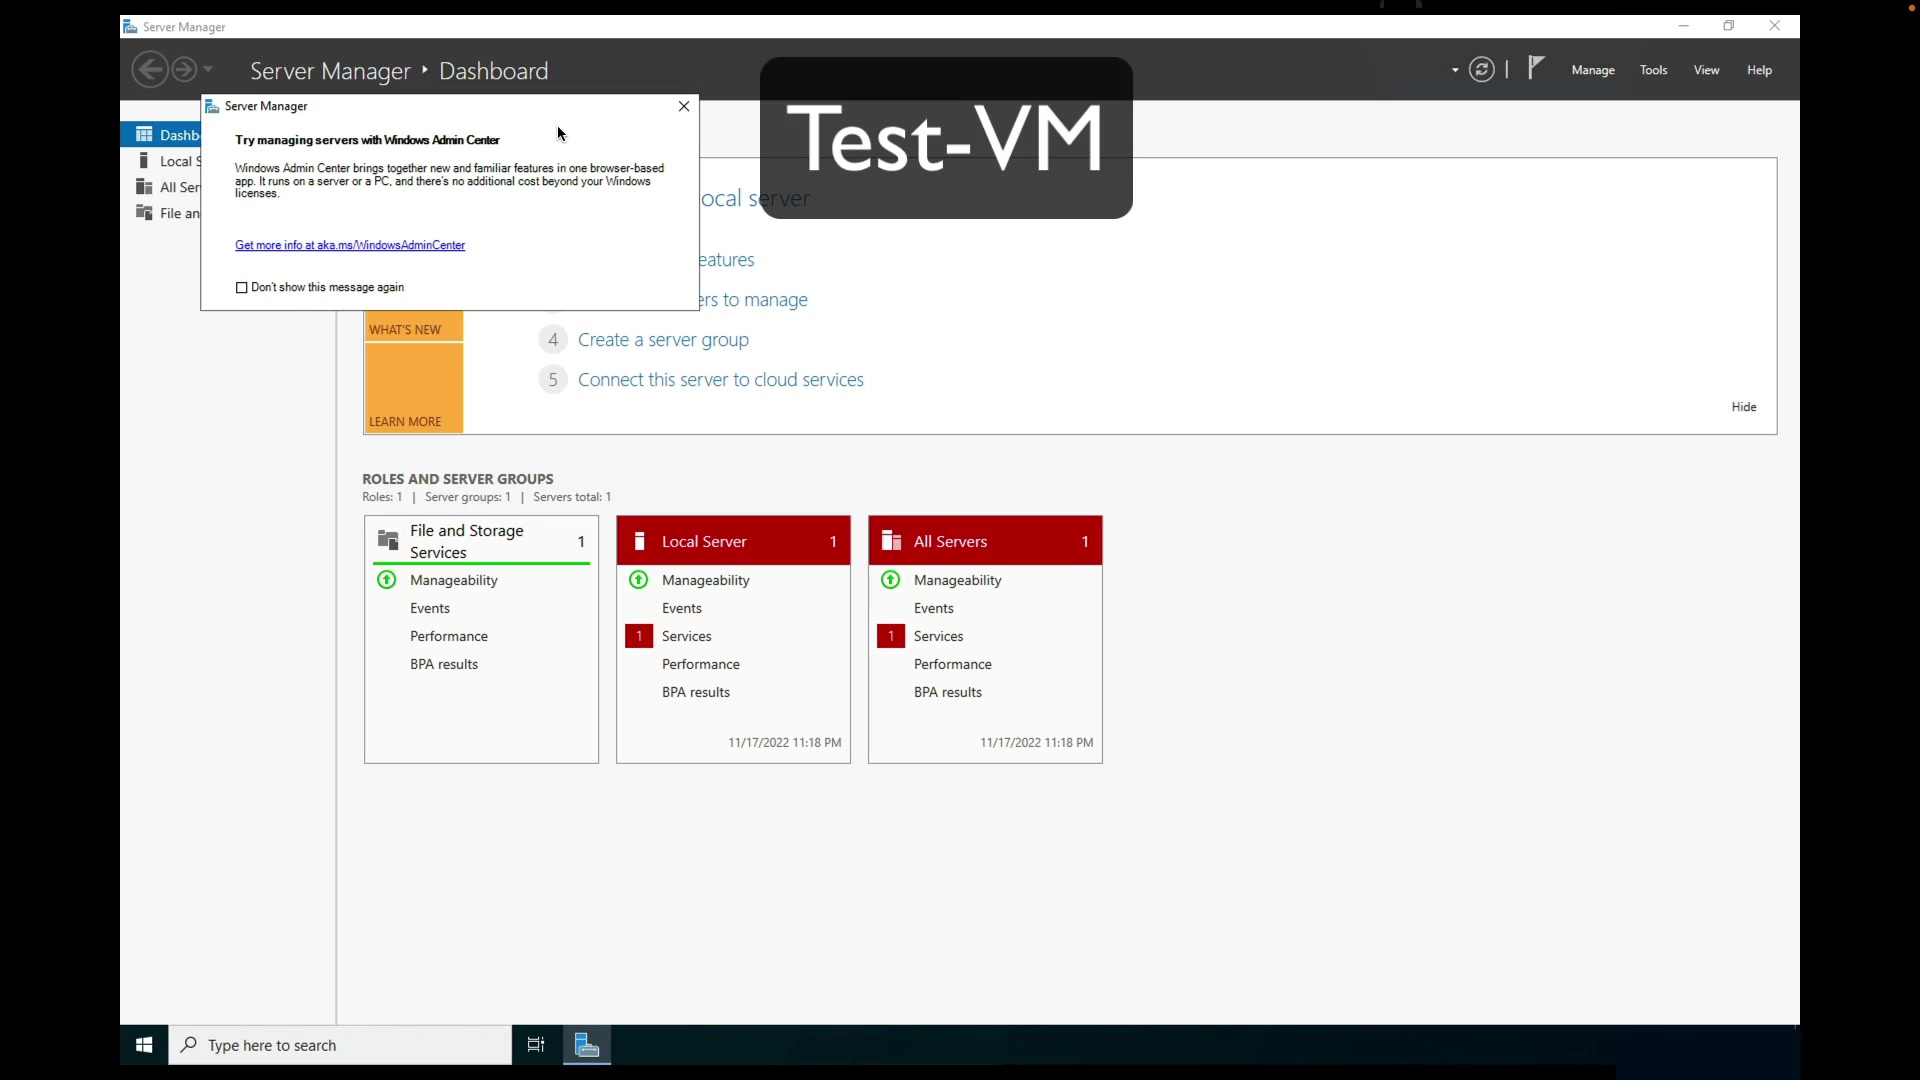 Server Manager
Server Manager ‣ Dashboard
Manage Tools View Help
Test-VM
Server Manager
Try managing servers with Windows Admin Center
Windows Admin Center brings together new and familiar features in one browser-based
app. It runs on a server or a PC, and there's no additional cost beyond your Windows
licenses.
Get more info at aka.ms/WindowsAdminCenter
Don't show this message again
Dashb
Local S
All Ser
File an
ocal server
eatures
ers to manage
4 Create a server group
5 Connect this server to cloud services
WHAT'S NEW
LEARN MORE
Hide
ROLES AND SERVER GROUPS
Roles: 1 | Server groups: 1 | Servers total: 1
File and Storage
Services 1
Manageability
Events
Performance
BPA results
Local Server 1
Manageability
Events
1 Services
Performance
BPA results
11/17/2022 11:18 PM
All Servers 1
Manageability
Events
1 Services
Performance
BPA results
11/17/2022 11:18 PM
Type here to search